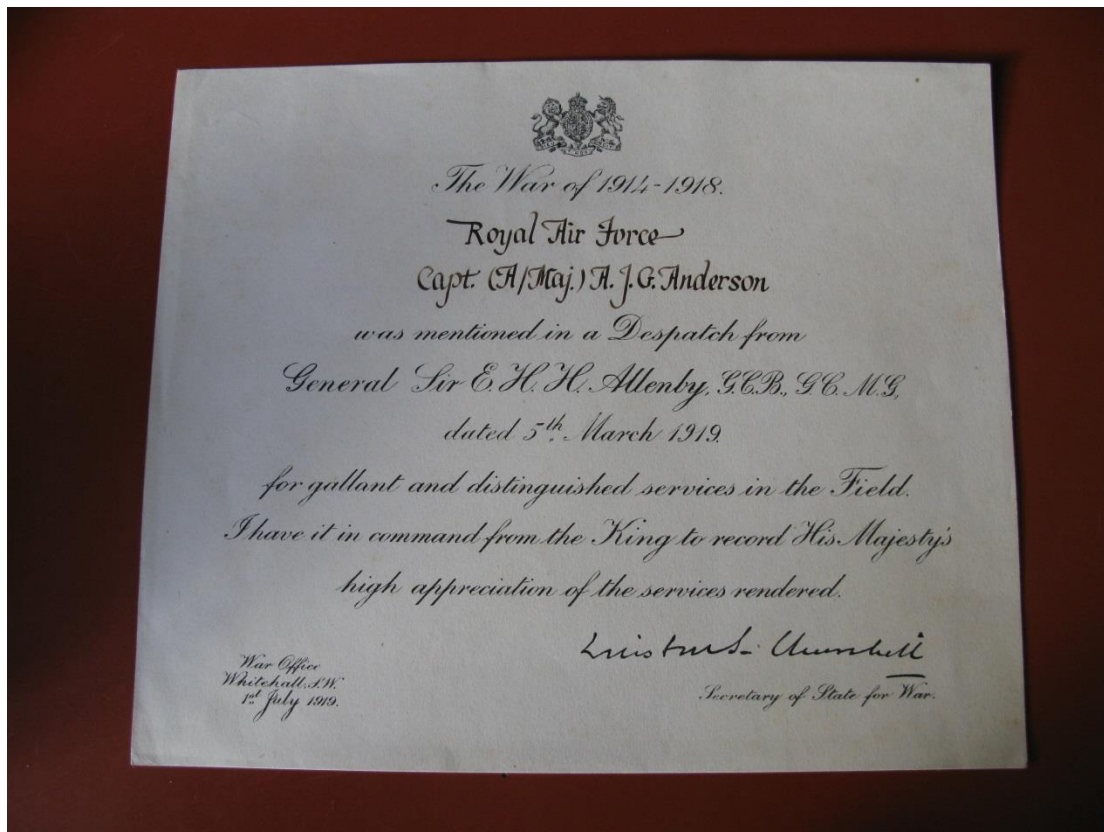 The War of 1914-1918.
Royal Air Force
Capt. (A/Maj.) A. J. G. Anderson
was mentioned in a Despatch from
General Sir E. H. H. Allenby, G.C.B., G.C.M.G,
dated 5th March 1919.
for gallant and distinguished services in the Field.
I have it in command from the King to record His Majesty's
high appreciation of the services rendered.
Winston S. Churchill
War Office
Whitehall, S.W.
1st July 1919.
Secretary of State for War.